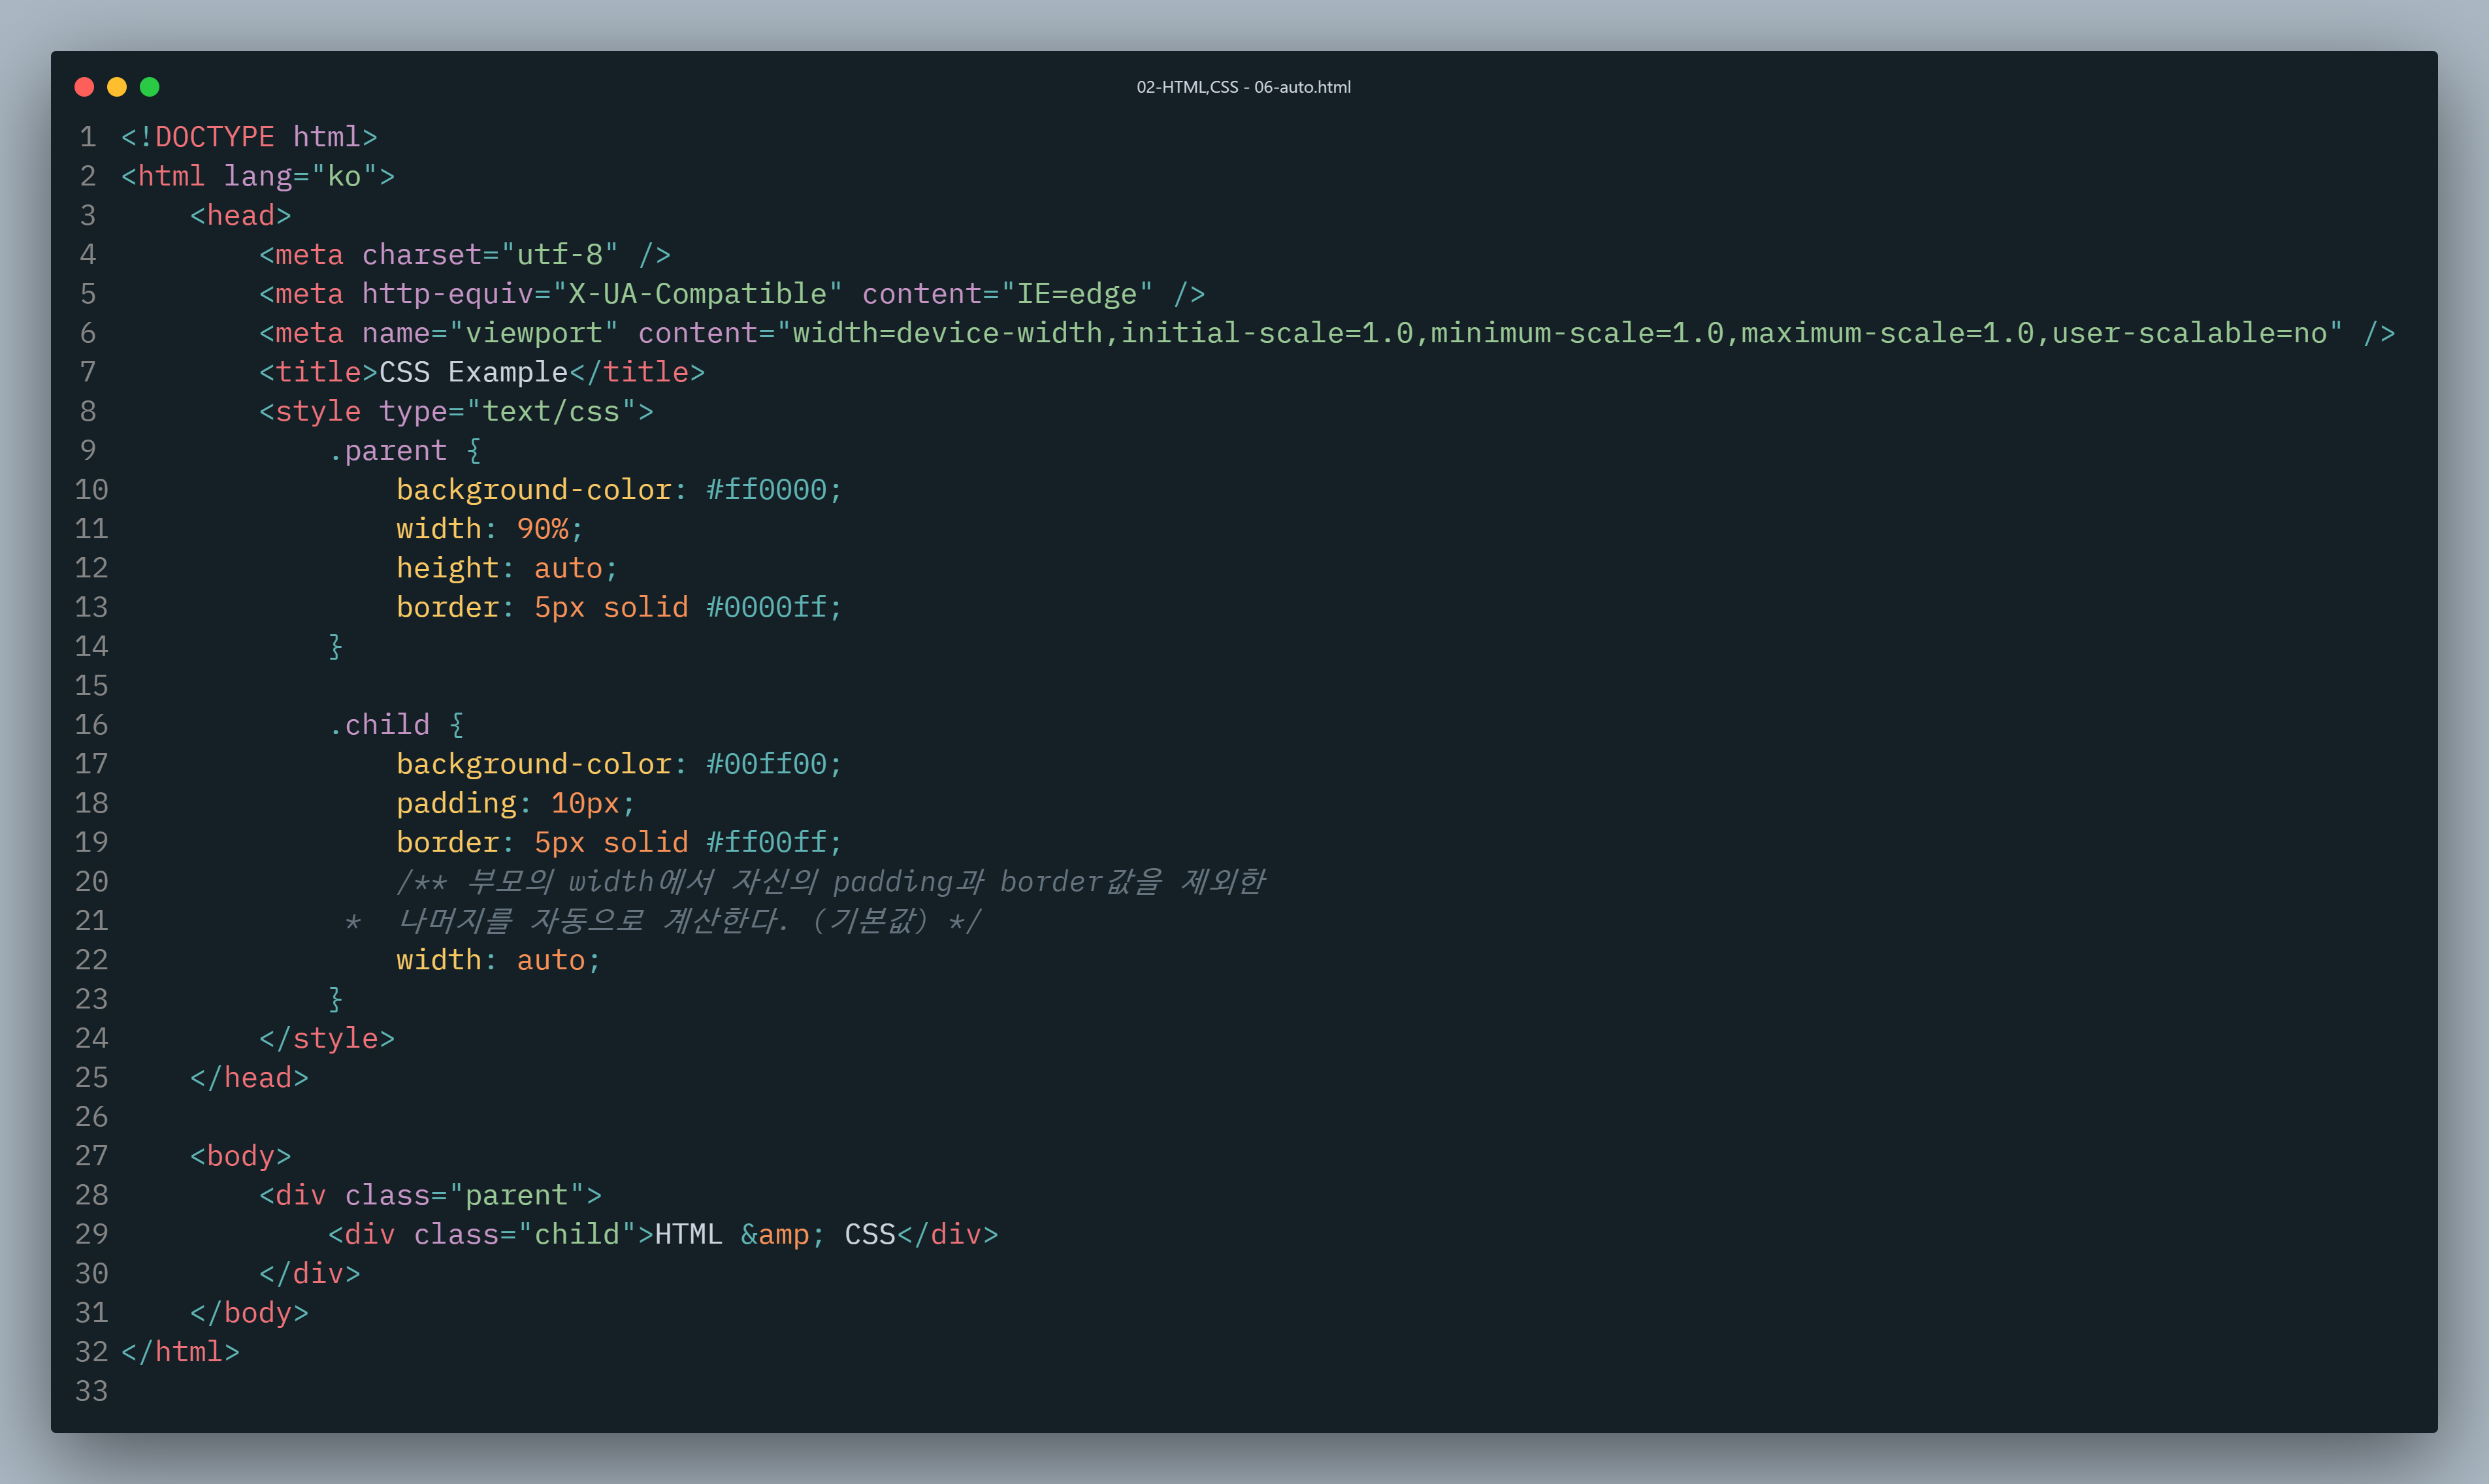 02-HTML,CSS - 06-auto.html
1 <!DOCTYPE html>
2 <html lang="ko">
3     <head>
4         <meta charset="utf-8" />
5         <meta http-equiv="X-UA-Compatible" content="IE=edge" />
6         <meta name="viewport" content="width=device-width,initial-scale=1.0,minimum-scale=1.0,maximum-scale=1.0,user-scalable=no" />
7         <title>CSS Example</title>
8         <style type="text/css">
9             .parent {
10                 background-color: #ff0000;
11                 width: 90%;
12                 height: auto;
13                 border: 5px solid #0000ff;
14             }
15
16             .child {
17                 background-color: #00ff00;
18                 padding: 10px;
19                 border: 5px solid #ff00ff;
20                 /** 부모의 width에서 자신의 padding과 border값을 제외한
21              *  나머지를 자동으로 계산한다. (기본값) */
22                 width: auto;
23             }
24         </style>
25     </head>
26
27     <body>
28         <div class="parent">
29             <div class="child">HTML &amp; CSS</div>
30         </div>
31     </body>
32 </html>
33